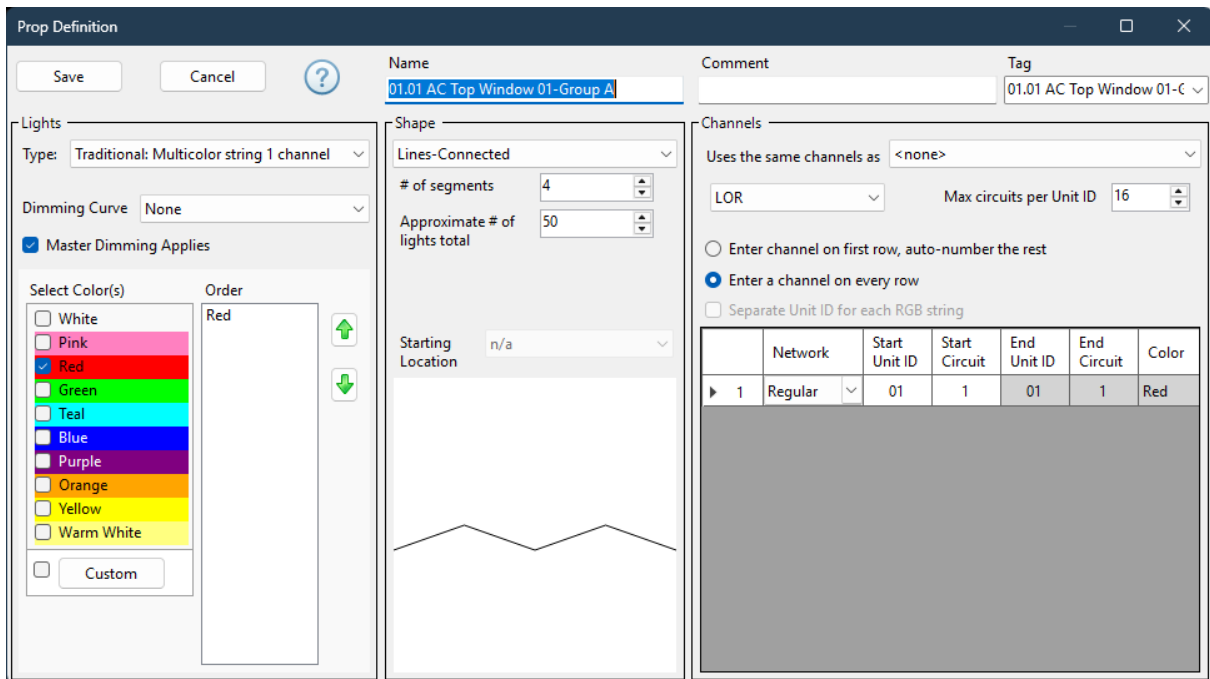 Prop Definition
Save
Cancel
?
Name
01.01 AC Top Window 01-Group A
Comment
Tag
01.01 AC Top Window 01-G
Lights
Type:
Traditional: Multicolor string 1 channel
Dimming Curve
None
Master Dimming Applies
Select Color(s)
Order
White
Pink
Red
Green
Teal
Blue
Purple
Orange
Yellow
Warm White
Custom
Red
Shape
Lines-Connected
# of segments
4
Approximate # of
lights total
50
Starting
Location
n/a
Channels
Uses the same channels as
<none>
LOR
Max circuits per Unit ID
16
Enter channel on first row, auto-number the rest
Enter a channel on every row
Separate Unit ID for each RGB string
Network
Start
Unit ID
Start
Circuit
End
Unit ID
End
Circuit
Color
1
Regular
01
1
01
1
Red